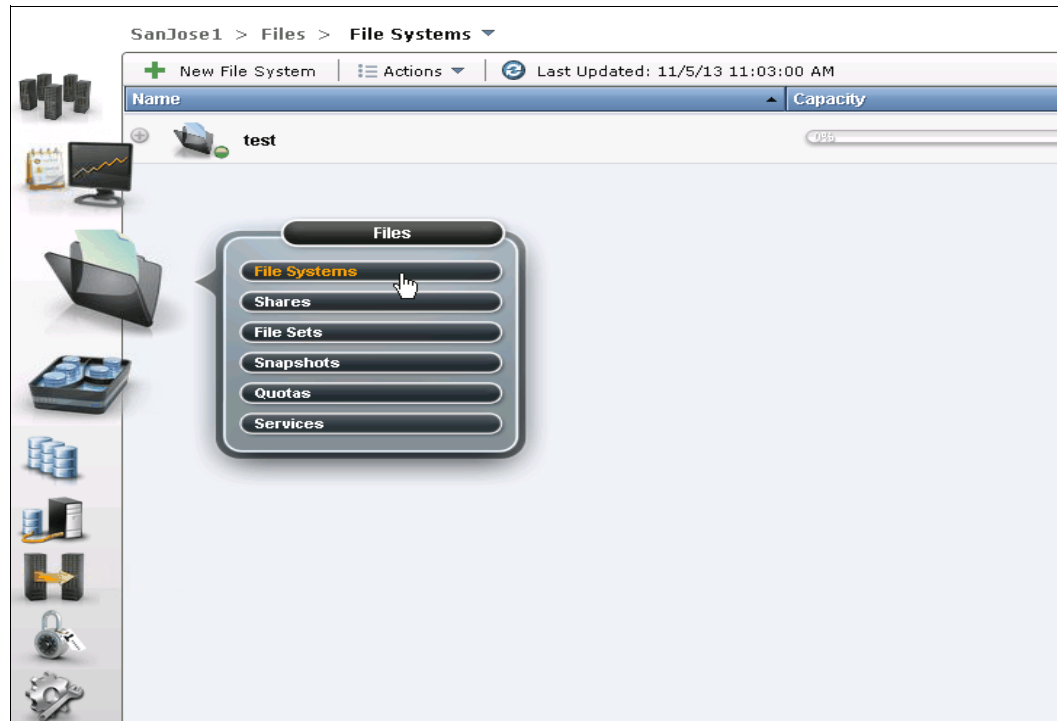 SanJose1 > Files > File Systems
New File System Actions Last Updated: 11/5/13 11:03:00 AM
Name Capacity
test 0%
Files
File Systems
Shares
File Sets
Snapshots
Quotas
Services